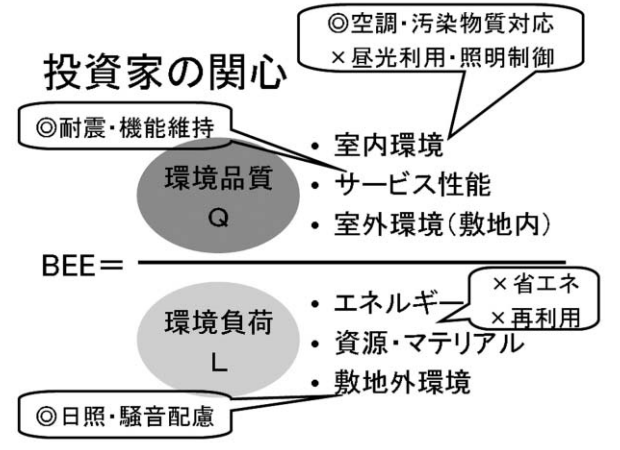 ◎空調・汚染物質対応
×昼光利用・照明制御
投資家の関心
◎耐震・機能維持
・室内環境
環境品質
・サービス性能
Q
・室外環境（敷地内）
BEE＝
×省エネ
・エネルギー
×再利用
環境負荷
・資源・マテリアル
L
・敷地外環境
◎日照・騒音配慮